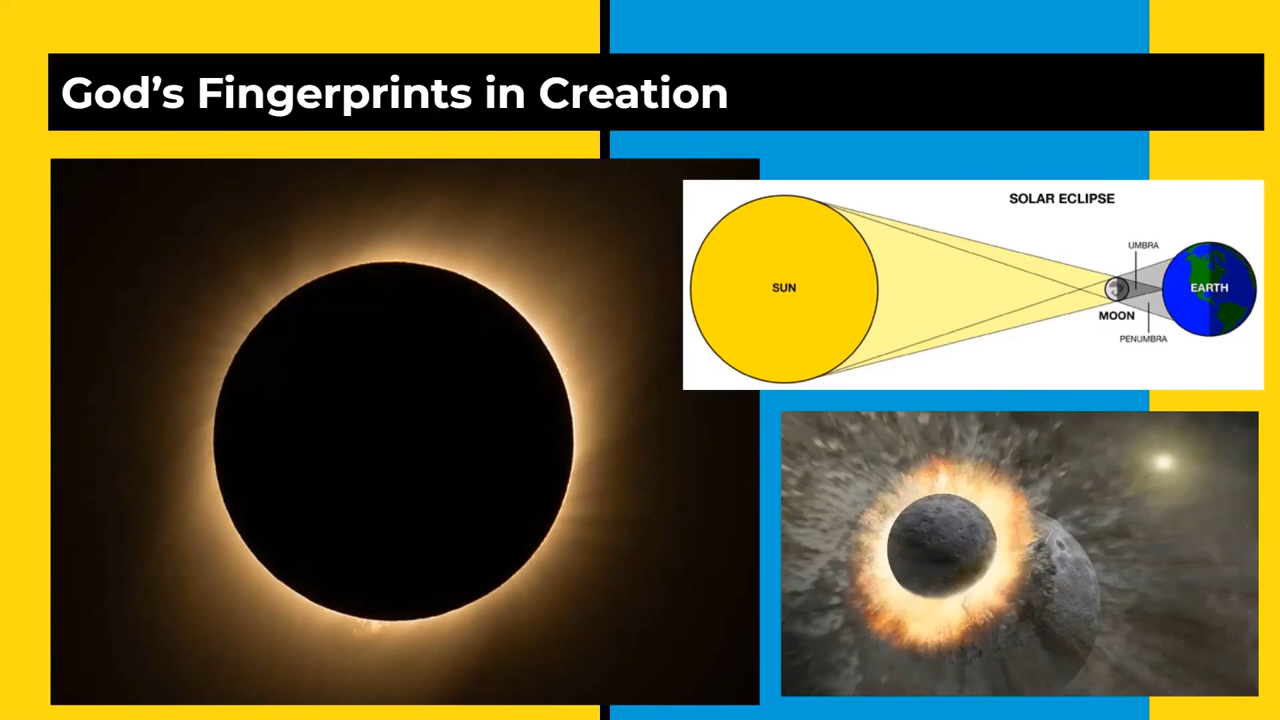 God’s Fingerprints in Creation
SOLAR ECLIPSE
UMBRA
SUN
EARTH
MOON
PENUMBRA